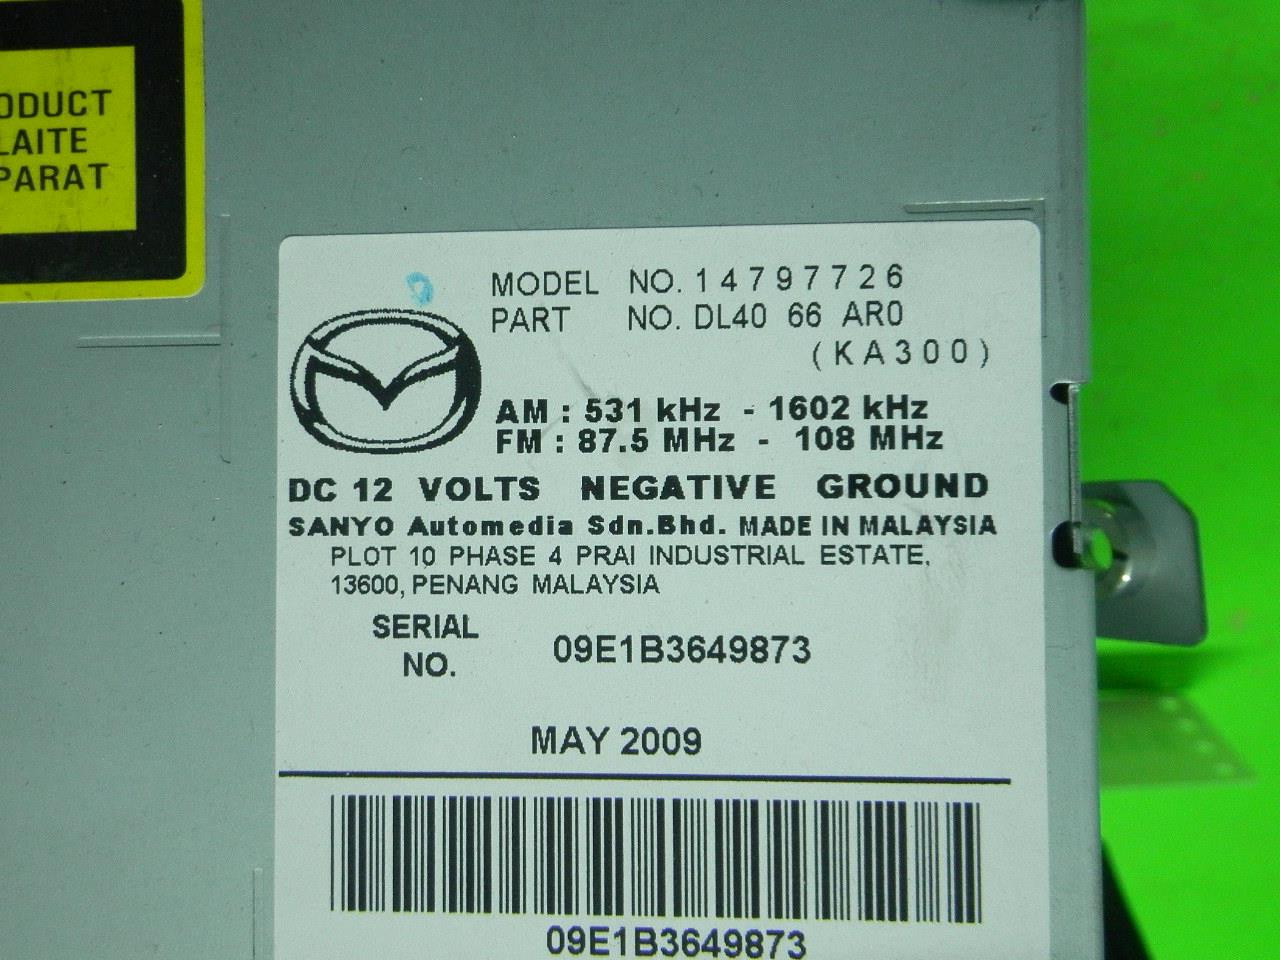 ODUCT
LAITE
PARAT
MODEL NO. 14797726
PART NO. DL40 66 AR0
(KA300)
AM : 531 kHz - 1602 kHz
FM : 87.5 MHz - 108 MHz
DC 12 VOLTS NEGATIVE GROUND
SANYO Automedia Sdn.Bhd. MADE IN MALAYSIA
PLOT 10 PHASE 4 PRAI INDUSTRIAL ESTATE,
13600, PENANG MALAYSIA
SERIAL NO. 09E1B3649873
MAY 2009
09E1B3649873